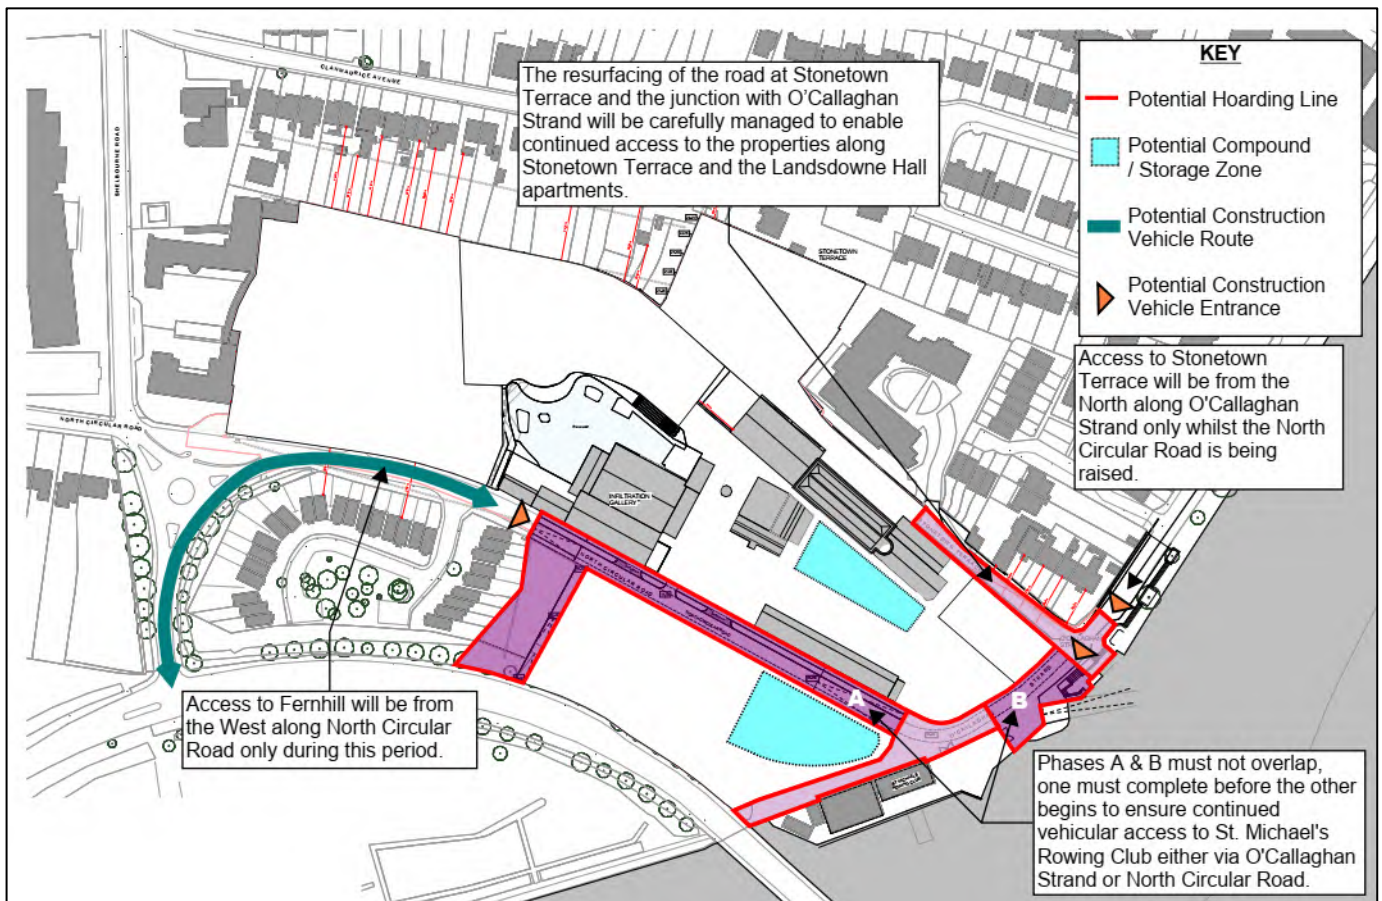 GLANMAURICE AVENUE
SHELBOURNE ROAD
The resurfacing of the road at Stonetown
Terrace and the junction with O'Callaghan
Strand will be carefully managed to enable
continued access to the properties along
Stonetown Terrace and the Landsdowne Hall
apartments.
KEY
Potential Hoarding Line
Potential Compound
/ Storage Zone
Potential Construction
Vehicle Route
Potential Construction
Vehicle Entrance
STONETOWN
TERRACE
Access to Stonetown
Terrace will be from the
North along O'Callaghan
Strand only whilst the North
Circular Road is being
raised.
NORTH CIRCULAR ROAD
INFILTRATION
GALLERY
NORTH CIRCULAR ROAD
STRAND
A
B
Access to Fernhill will be from
the West along North Circular
Road only during this period.
Phases A & B must not overlap,
one must complete before the other
begins to ensure continued
vehicular access to St. Michael's
Rowing Club either via O'Callaghan
Strand or North Circular Road.